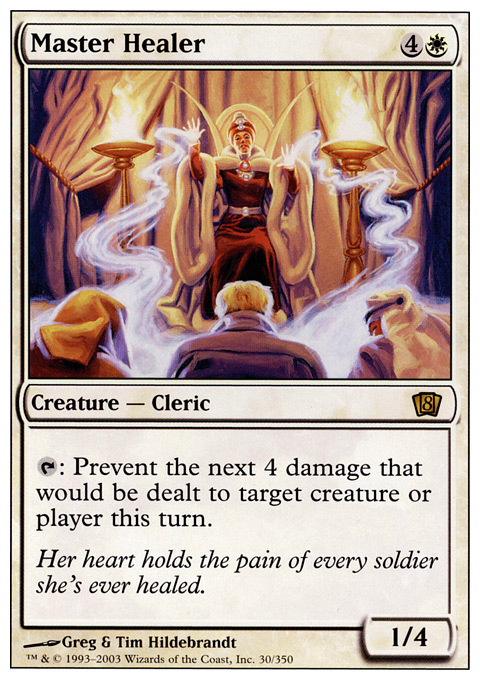 Master Healer 4
Creature — Cleric 8
: Prevent the next 4 damage that
would be dealt to target creature or
player this turn.
Her heart holds the pain of every soldier
she's ever healed.
Greg & Tim Hildebrandt
1/4
™ & © 1993–2003 Wizards of the Coast, Inc. 30/350